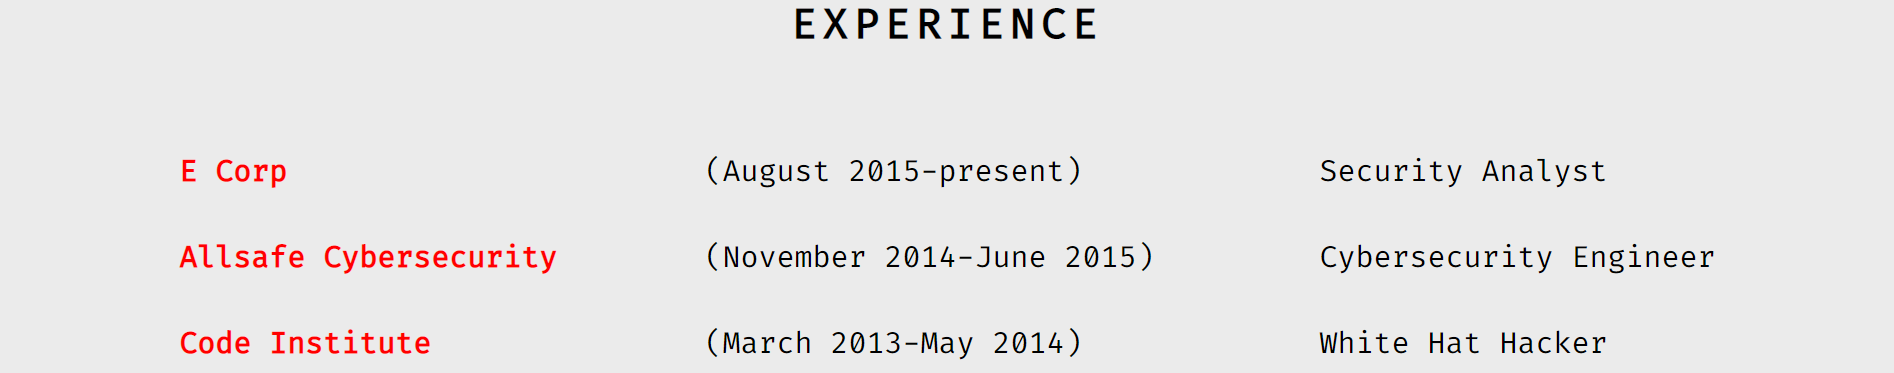 EXPERIENCE
E Corp (August 2015-present) Security Analyst
Allsafe Cybersecurity (November 2014-June 2015) Cybersecurity Engineer
Code Institute (March 2013-May 2014) White Hat Hacker